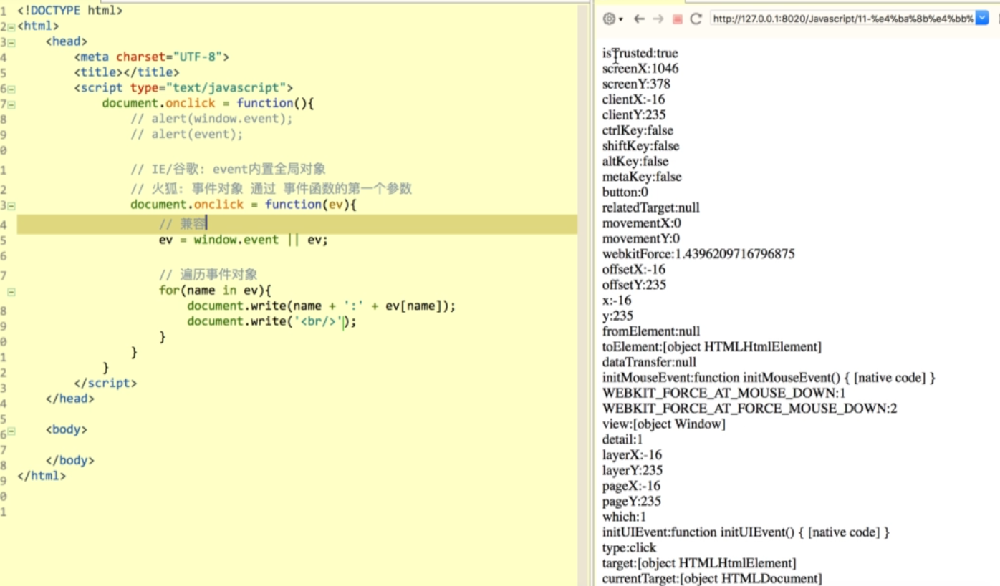 <!DOCTYPE html>
<html>
<head>
<meta charset="UTF-8">
<title></title>
<script type="text/javascript">
document.onclick = function(){
// alert(window.event);
// alert(event);
// IE/谷歌: event内置全局对象
// 火狐: 事件对象 通过 事件函数的第一个参数
document.onclick = function(ev){
// 兼容
ev = window.event || ev;
// 遍历事件对象
for(name in ev){
document.write(name + ':' + ev[name]);
document.write('<br/>');
}
}
}
</script>
</head>
<body>
</body>
</html>
http://127.0.0.1:8020/Javascript/11-%e4%ba%8b%e4%bb%
isTrusted:true
screenX:1046
screenY:378
clientX:-16
clientY:235
ctrlKey:false
shiftKey:false
altKey:false
metaKey:false
button:0
relatedTarget:null
movementX:0
movementY:0
webkitForce:1.4396209716796875
offsetX:-16
offsetY:235
x:-16
y:235
fromElement:null
toElement:[object HTMLHtmlElement]
dataTransfer:null
initMouseEvent:function initMouseEvent() { [native code] }
WEBKIT_FORCE_AT_MOUSE_DOWN:1
WEBKIT_FORCE_AT_FORCE_MOUSE_DOWN:2
view:[object Window]
detail:1
layerX:-16
layerY:235
pageX:-16
pageY:235
which:1
initUIEvent:function initUIEvent() { [native code] }
type:click
target:[object HTMLHtmlElement]
currentTarget:[object HTMLDocument]